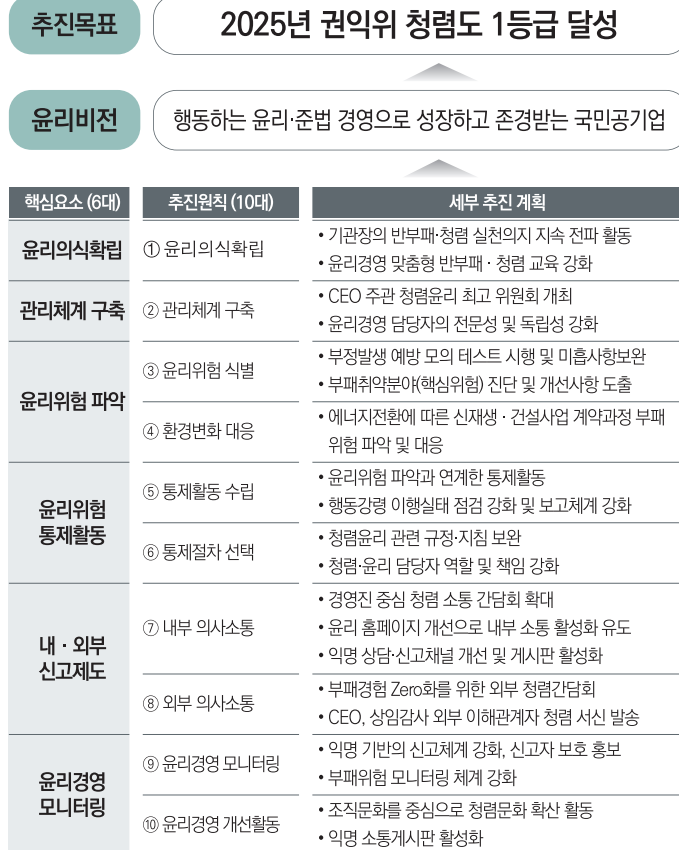 추진목표
2025년 권익위 청렴도 1등급 달성
윤리비전
행동하는 윤리·준법 경영으로 성장하고 존경받는 국민공기업
핵심요소 (6대)
추진원칙 (10대)
세부 추진 계획
윤리의식확립
① 윤리의식확립
• 기관장의 반부패·청렴 실천의지 지속 전파 활동
• 윤리경영 맞춤형 반부패 · 청렴 교육 강화
관리체계 구축
② 관리체계 구축
• CEO 주관 청렴윤리 최고 위원회 개최
• 윤리경영 담당자의 전문성 및 독립성 강화
윤리위험 파악
③ 윤리위험 식별
• 부정발생 예방 모의 테스트 시행 및 미흡사항보완
• 부패취약분야(핵심위험) 진단 및 개선사항 도출
④ 환경변화 대응
• 에너지전환에 따른 신재생 · 건설사업 계약과정 부패
위험 파악 및 대응
윤리위험
통제활동
⑤ 통제활동 수립
• 윤리위험 파악과 연계한 통제활동
• 행동강령 이행실태 점검 강화 및 보고체계 강화
⑥ 통제절차 선택
• 청렴윤리 관련 규정·지침 보완
• 청렴·윤리 담당자 역할 및 책임 강화
내 · 외부
신고제도
⑦ 내부 의사소통
• 경영진 중심 청렴 소통 간담회 확대
• 윤리 홈페이지 개선으로 내부 소통 활성화 유도
• 익명 상담·신고채널 개선 및 게시판 활성화
⑧ 외부 의사소통
• 부패경험 Zero화를 위한 외부 청렴간담회
• CEO, 상임감사 외부 이해관계자 청렴 서신 발송
윤리경영
모니터링
⑨ 윤리경영 모니터링
• 익명 기반의 신고체계 강화, 신고자 보호 홍보
• 부패위험 모니터링 체계 강화
⑩ 윤리경영 개선활동
• 조직문화를 중심으로 청렴문화 확산 활동
• 익명 소통게시판 활성화